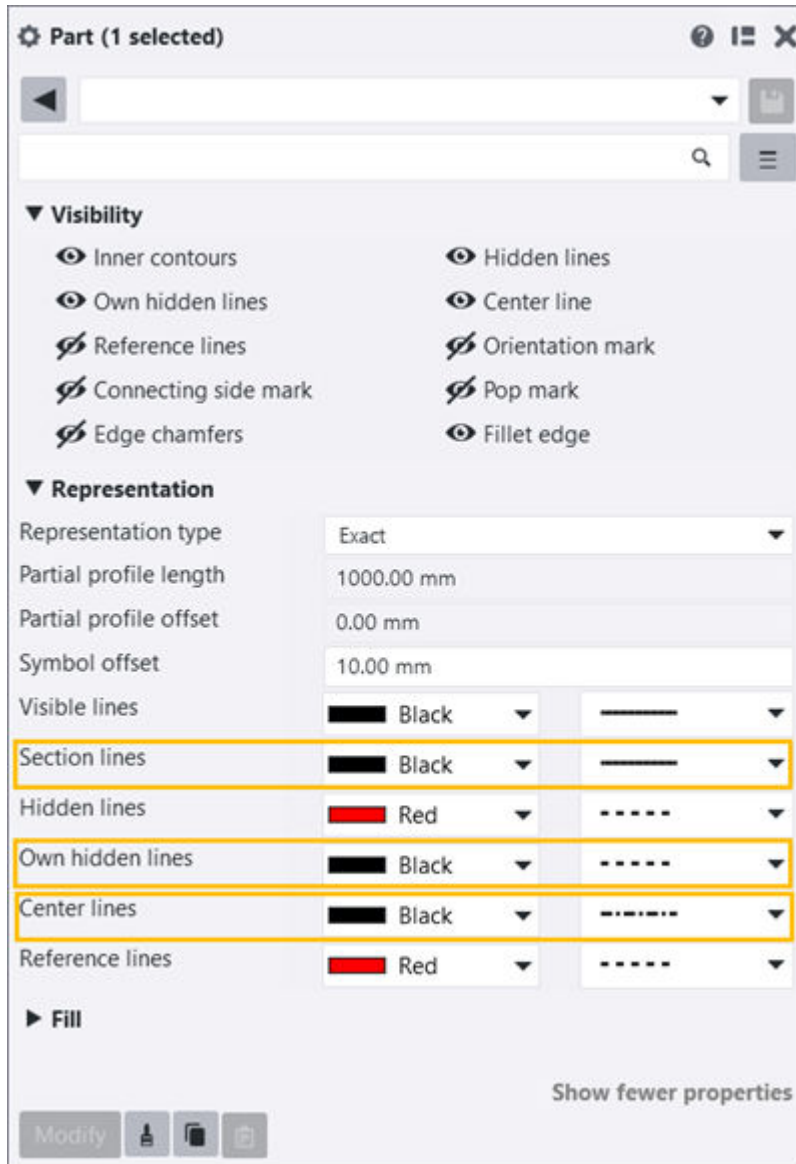 Part (1 selected)
Visibility
Inner contours Hidden lines
Own hidden lines Center line
Reference lines Orientation mark
Connecting side mark Pop mark
Edge chamfers Fillet edge
Representation
Representation type Exact
Partial profile length 1000.00 mm
Partial profile offset 0.00 mm
Symbol offset 10.00 mm
Visible lines Black
Section lines Black
Hidden lines Red
Own hidden lines Black
Center lines Black
Reference lines Red
Fill
Show fewer properties
Modify